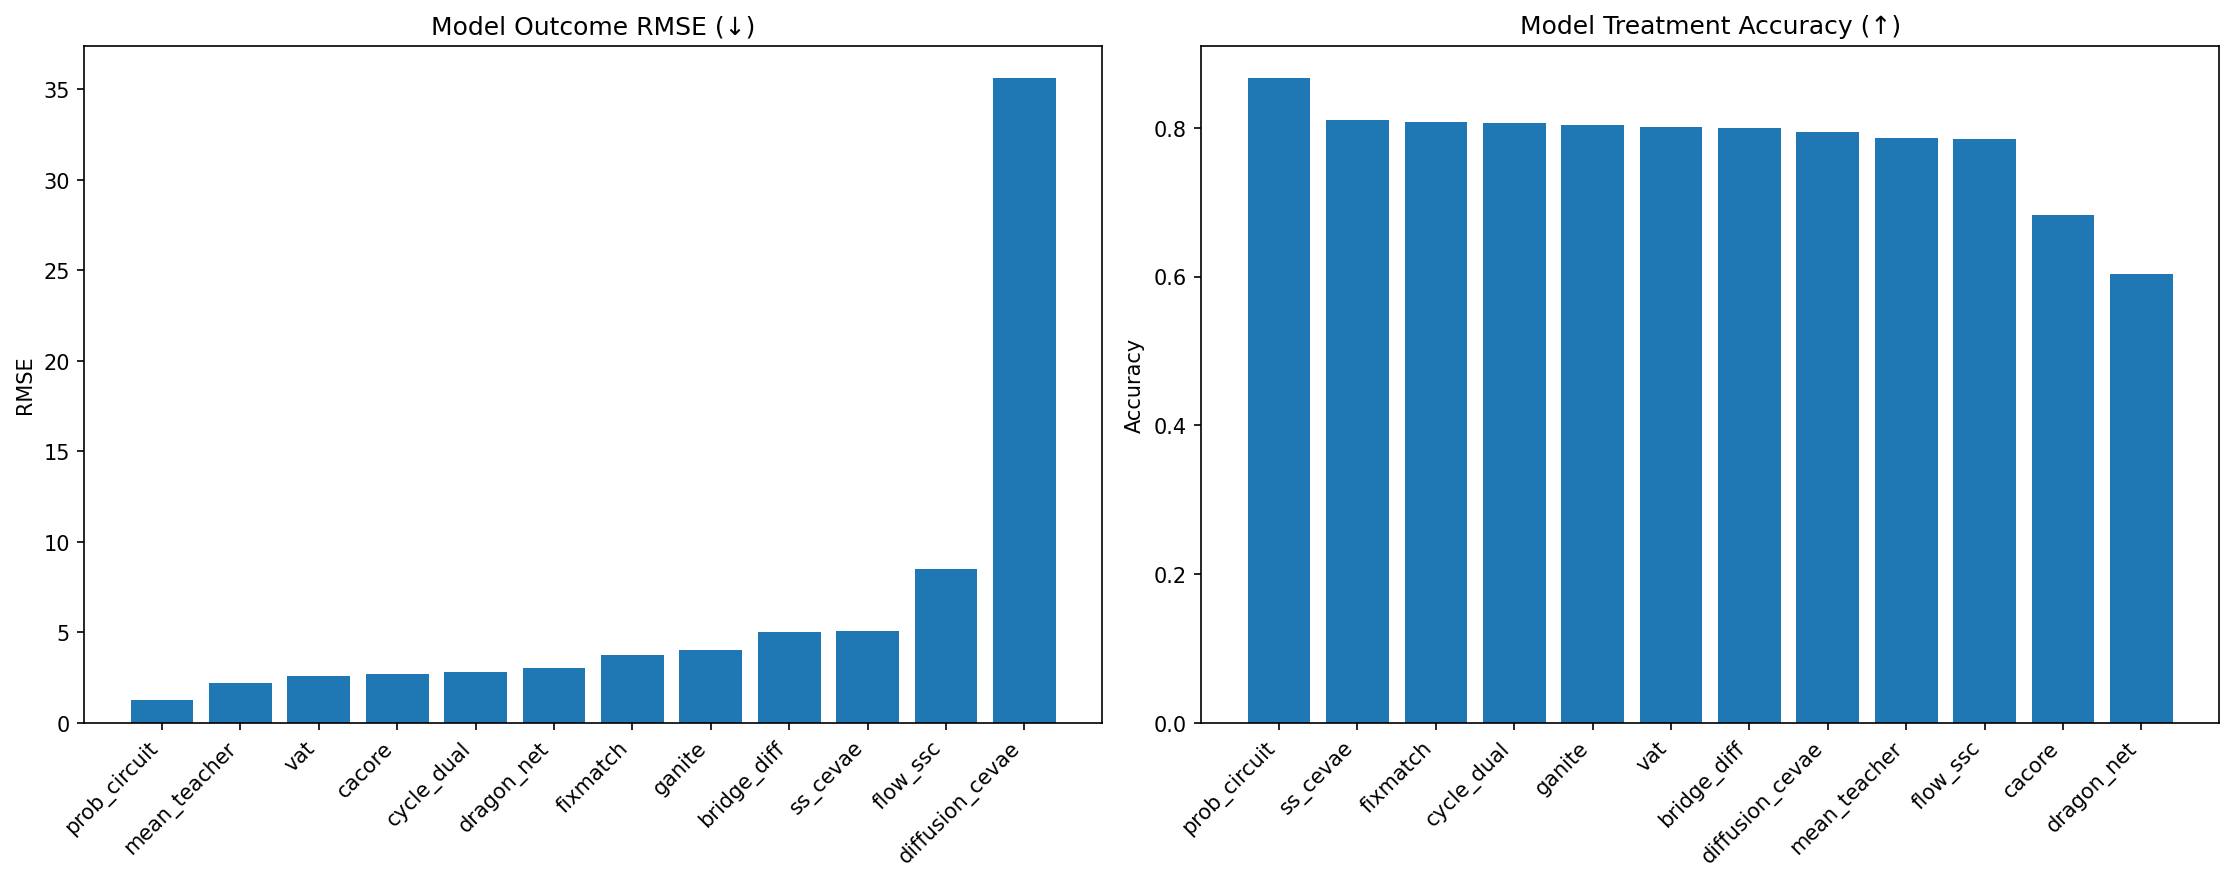 Model Outcome RMSE (↓)
RMSE
35
30
25
20
15
10
5
0
prob_circuit
mean_teacher
vat
cacore
cycle_dual
dragon_net
fixmatch
ganite
bridge_diff
ss_cevae
flow_ssc
diffusion_cevae
Model Treatment Accuracy (↑)
Accuracy
0.8
0.6
0.4
0.2
0.0
prob_circuit
ss_cevae
fixmatch
cycle_dual
ganite
vat
bridge_diff
diffusion_cevae
mean_teacher
flow_ssc
cacore
dragon_net